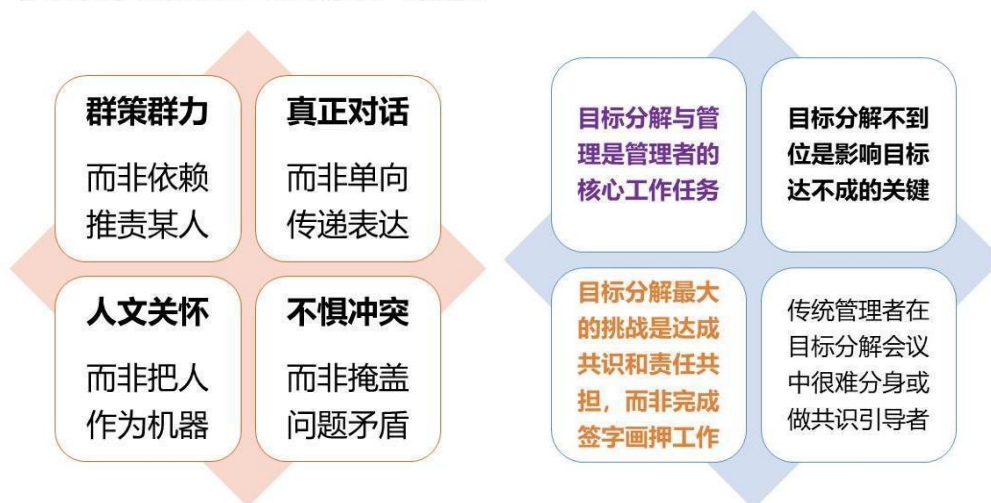 群策群力
而非依赖
推责某人
真正对话
而非单向
传递表达
人文关怀
而非把人
作为机器
不惧冲突
而非掩盖
问题矛盾
目标分解与管
理是管理者的
核心工作任务
目标分解不到
位是影响目标
达不成的关键
目标分解最大
的挑战是达成
共识和责任共
担，而非完成
签字画押工作
传统管理者在
目标分解会议
中很难分身或
做共识引导者